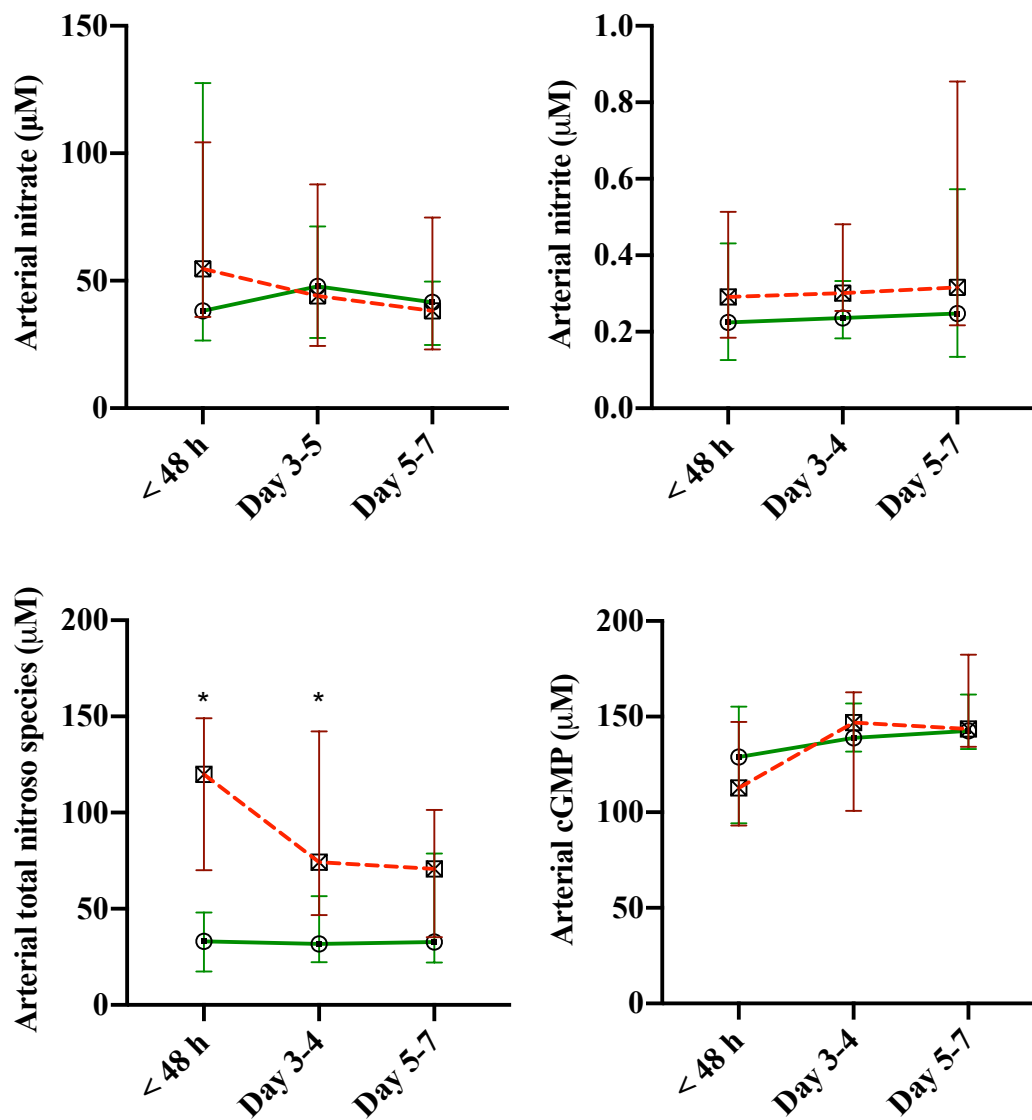 Arterial nitrate (μM)
150
100
50
0
< 48 h
Day 3-5
Day 5-7
Arterial nitrite (μM)
1.0
0.8
0.6
0.4
0.2
0.0
< 48 h
Day 3-4
Day 5-7
Arterial total nitroso species (μM)
200
150
100
50
0
*
*
< 48 h
Day 3-4
Day 5-7
Arterial cGMP (μM)
200
150
100
50
0
< 48 h
Day 3-4
Day 5-7